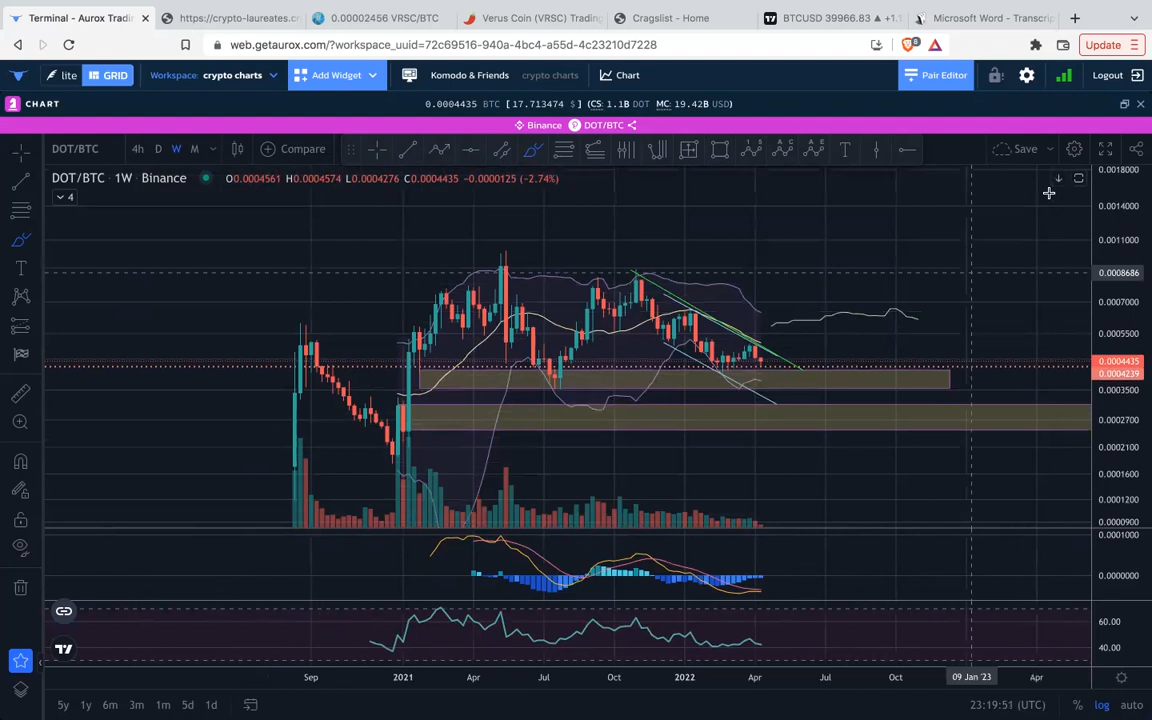 Terminal - Aurox Tradi
https://crypto-laureates.c
0.00002456 VRSC/BTC
Verus Coin (VRSC) Trading
Cragslist - Home
BTCUSD 39966.83 ▲ +1.1
Microsoft Word - Transcrip
web.getaurox.com/?workspace_uuid=72c69516-940a-4bc4-a55d-4c23210d7228
Update
lite
GRID
Workspace: crypto charts
Add Widget
Komodo & Friends
crypto charts
Chart
Pair Editor
Logout
CHART
0.0004435 BTC [17.713474 $] (CS: 1.1B DOT MC: 19.42B USD)
Binance DOT/BTC
DOT/BTC
4h D W M
Compare
Save
DOT/BTC · 1W · Binance
O0.0004561 H0.0004574 L0.0004276 C0.0004435 -0.0000125 (-2.74%)
4
0.0018000
0.0014000
0.0011000
0.0008686
0.0007000
0.0005500
0.0004435
0.0004239
0.0003500
0.0002700
0.0002100
0.0001600
0.0001200
0.0000900
0.0001000
0.0000000
60.00
40.00
Sep 2021 Apr Jul Oct 2022 Apr Jul Oct 09 Jan '23 Apr
5y 1y 6m 3m 1m 5d 1d
23:19:51 (UTC)
% log auto